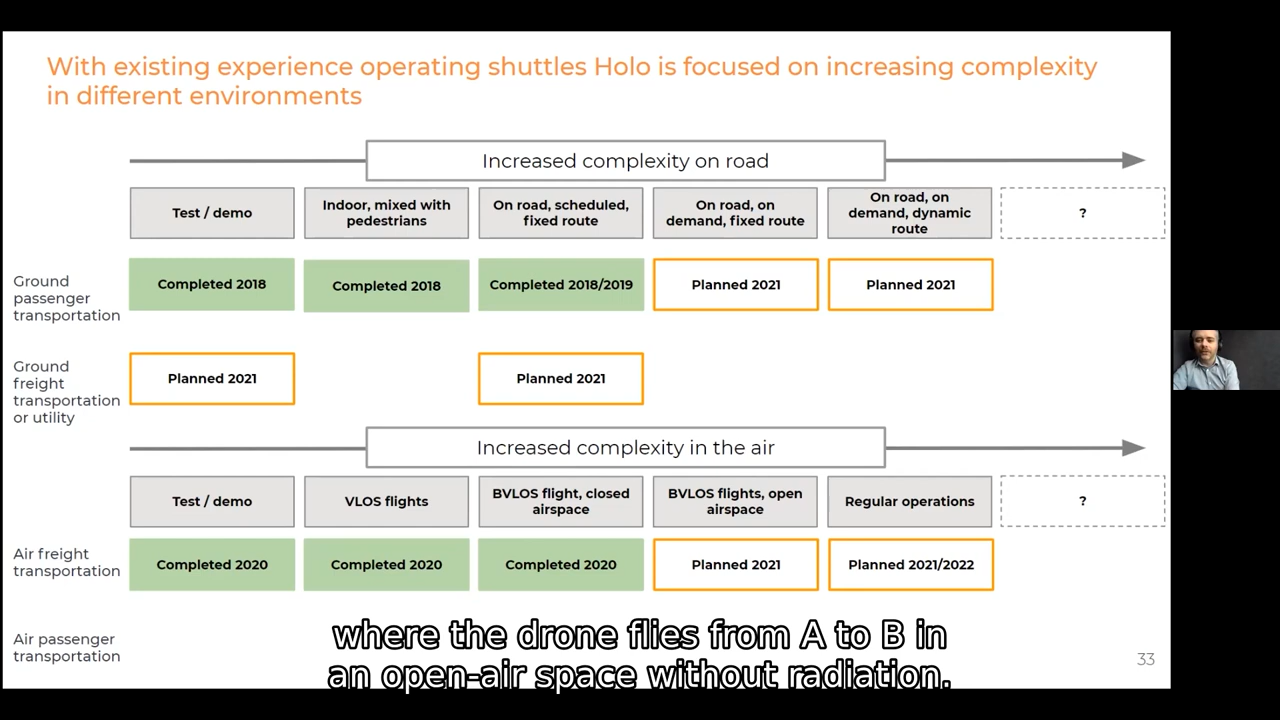 With existing experience operating shuttles Holo is focused on increasing complexity
in different environments
Increased complexity on road
Test / demo
Indoor, mixed with
pedestrians
On road, scheduled,
fixed route
On road, on
demand, fixed route
On road, on
demand, dynamic
route
?
Ground
passenger
transportation
Completed 2018
Completed 2018
Completed 2018/2019
Planned 2021
Planned 2021
Ground
freight
transportation
or utility
Planned 2021
Planned 2021
Increased complexity in the air
Test / demo
VLOS flights
BVLOS flight, closed
airspace
BVLOS flights, open
airspace
Regular operations
?
Air freight
transportation
Completed 2020
Completed 2020
Completed 2020
Planned 2021
Planned 2021/2022
Air passenger
transportation
33
where the drone flies from A to B in
an open-air space without radiation.